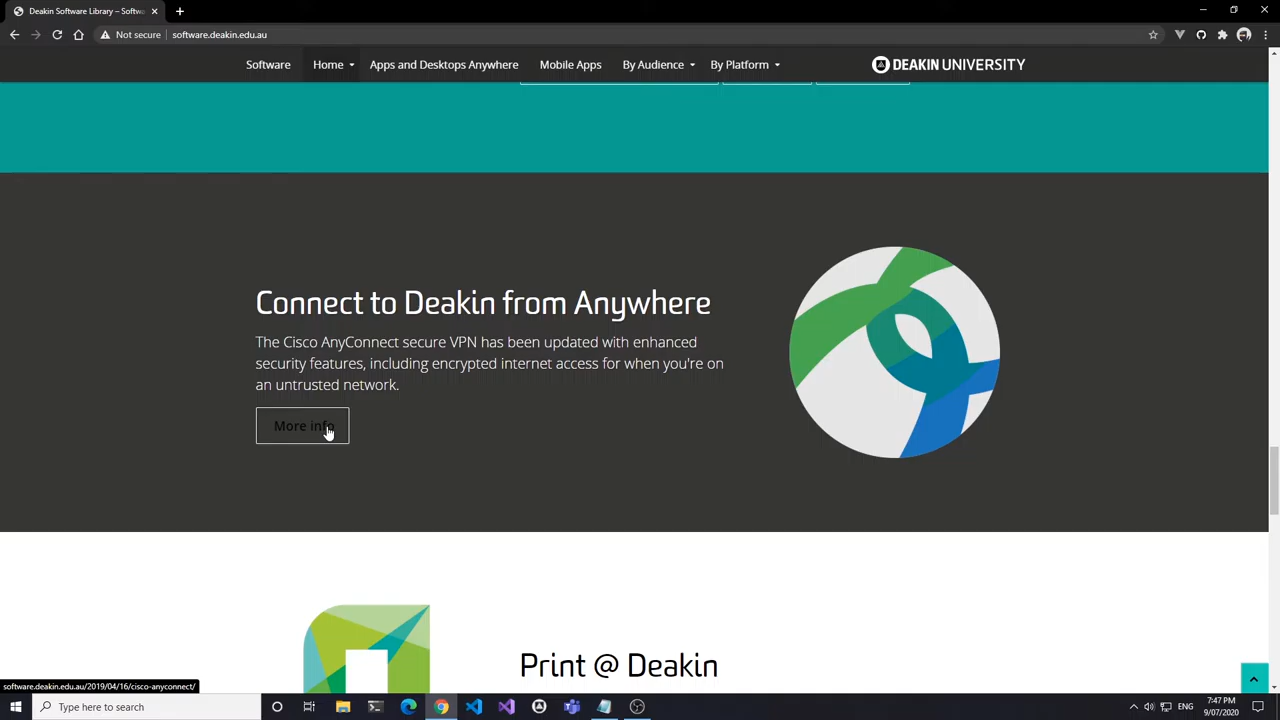 Deakin Software Library – Softwa
Not secure
software.deakin.edu.au
Software
Home
Apps and Desktops Anywhere
Mobile Apps
By Audience
By Platform
DEAKIN UNIVERSITY
Connect to Deakin from Anywhere
The Cisco AnyConnect secure VPN has been updated with enhanced
security features, including encrypted internet access for when you're on
an untrusted network.
More info
Print @ Deakin
software.deakin.edu.au/2019/04/16/cisco-anyconnect/
Type here to search
ENG
7:47 PM
9/07/2020